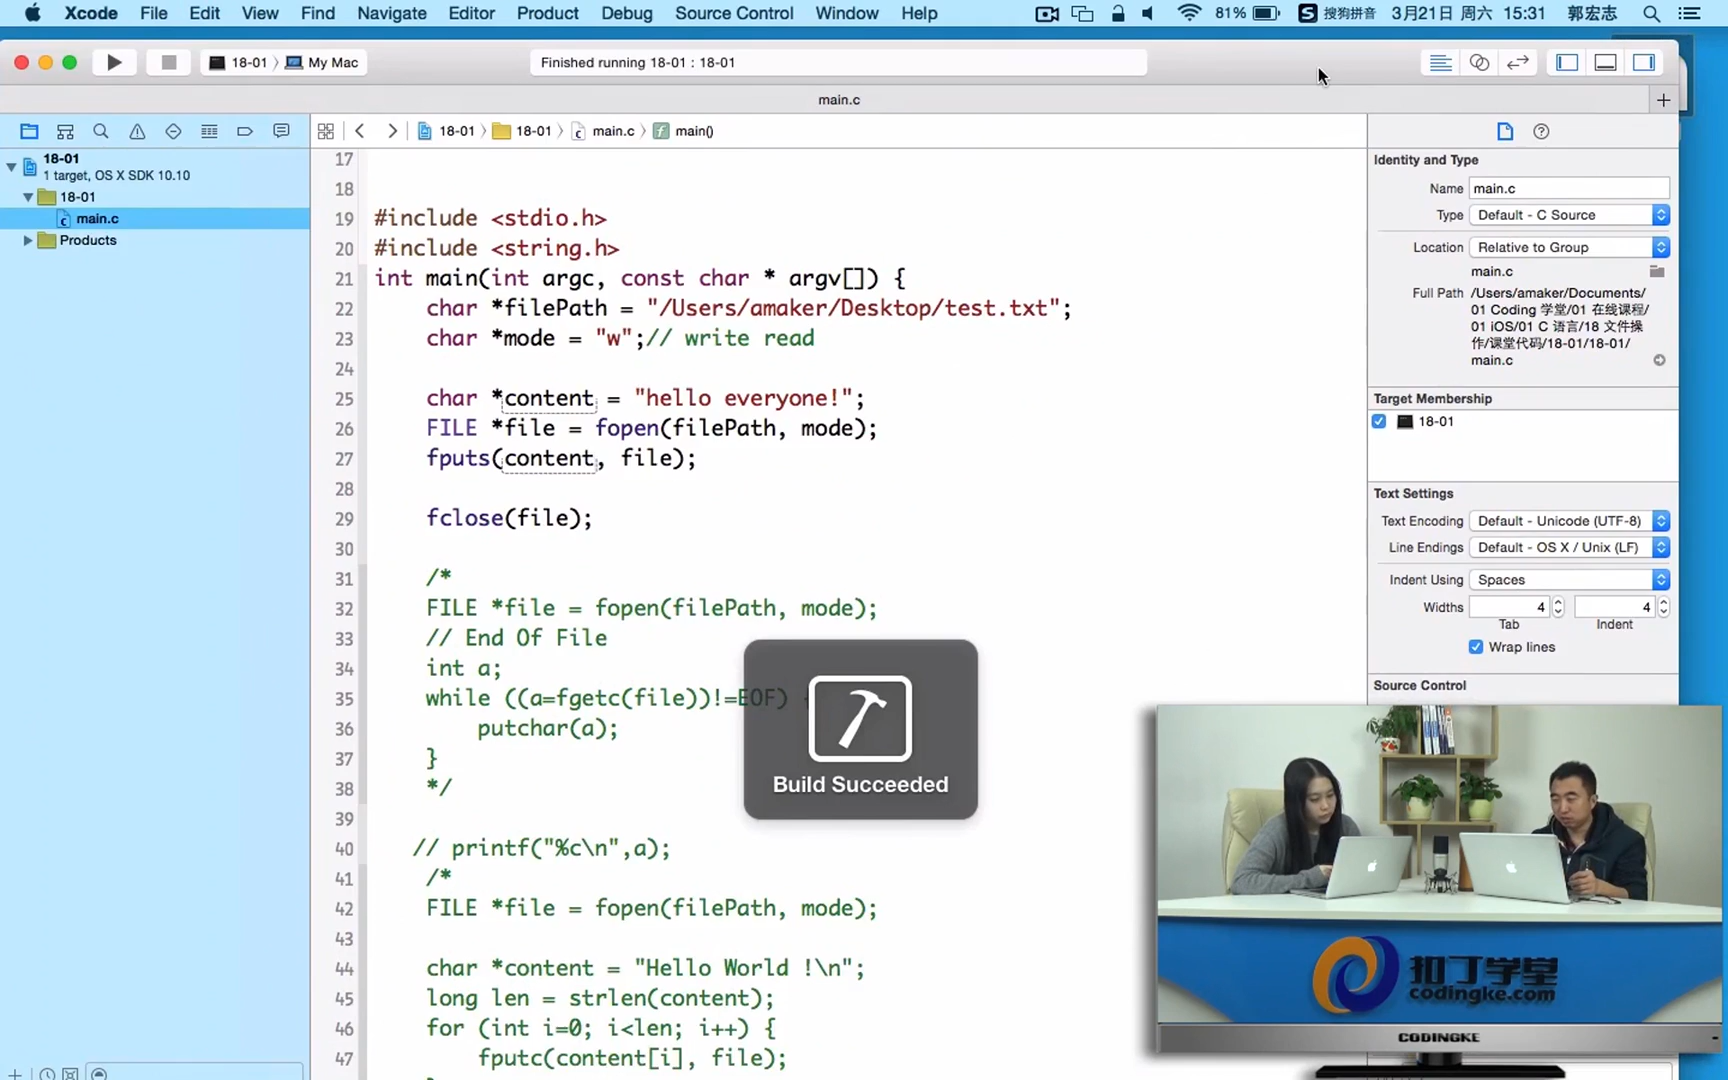 Xcode File Edit View Find Navigate Editor Product Debug Source Control Window Help 81% 搜狗拼音 3月21日 周六 15:31 郭宏志
18-01 My Mac Finished running 18-01 : 18-01
main.c
18-01 18-01 main.c main()
18-01
1 target, OS X SDK 10.10
18-01
main.c
Products
17
18
19 #include <stdio.h>
20 #include <string.h>
21 int main(int argc, const char * argv[]) {
22 char *filePath = "/Users/amaker/Desktop/test.txt";
23 char *mode = "w";// write read
24
25 char *content = "hello everyone!";
26 FILE *file = fopen(filePath, mode);
27 fputs(content, file);
28
29 fclose(file);
30
31 /*
32 FILE *file = fopen(filePath, mode);
33 // End Of File
34 int a;
35 while ((a=fgetc(file))!=EOF) {
36 putchar(a);
37 }
38 */
39
40 // printf("%c\n",a);
41 /*
42 FILE *file = fopen(filePath, mode);
43
44 char *content = "Hello World !\n";
45 long len = strlen(content);
46 for (int i=0; i<len; i++) {
47 fputc(content[i], file);
Build Succeeded
Identity and Type
Name main.c
Type Default - C Source
Location Relative to Group
main.c
Full Path /Users/amaker/Documents/
01 Coding 学堂/01 在线课程/
01 iOS/01 C 语言/18 文件操
作/课堂代码/18-01/18-01/
main.c
Target Membership
18-01
Text Settings
Text Encoding Default - Unicode (UTF-8)
Line Endings Default - OS X / Unix (LF)
Indent Using Spaces
Widths 4 4
Tab Indent
Wrap lines
Source Control
扣丁学堂
codingke.com
CODINGKE